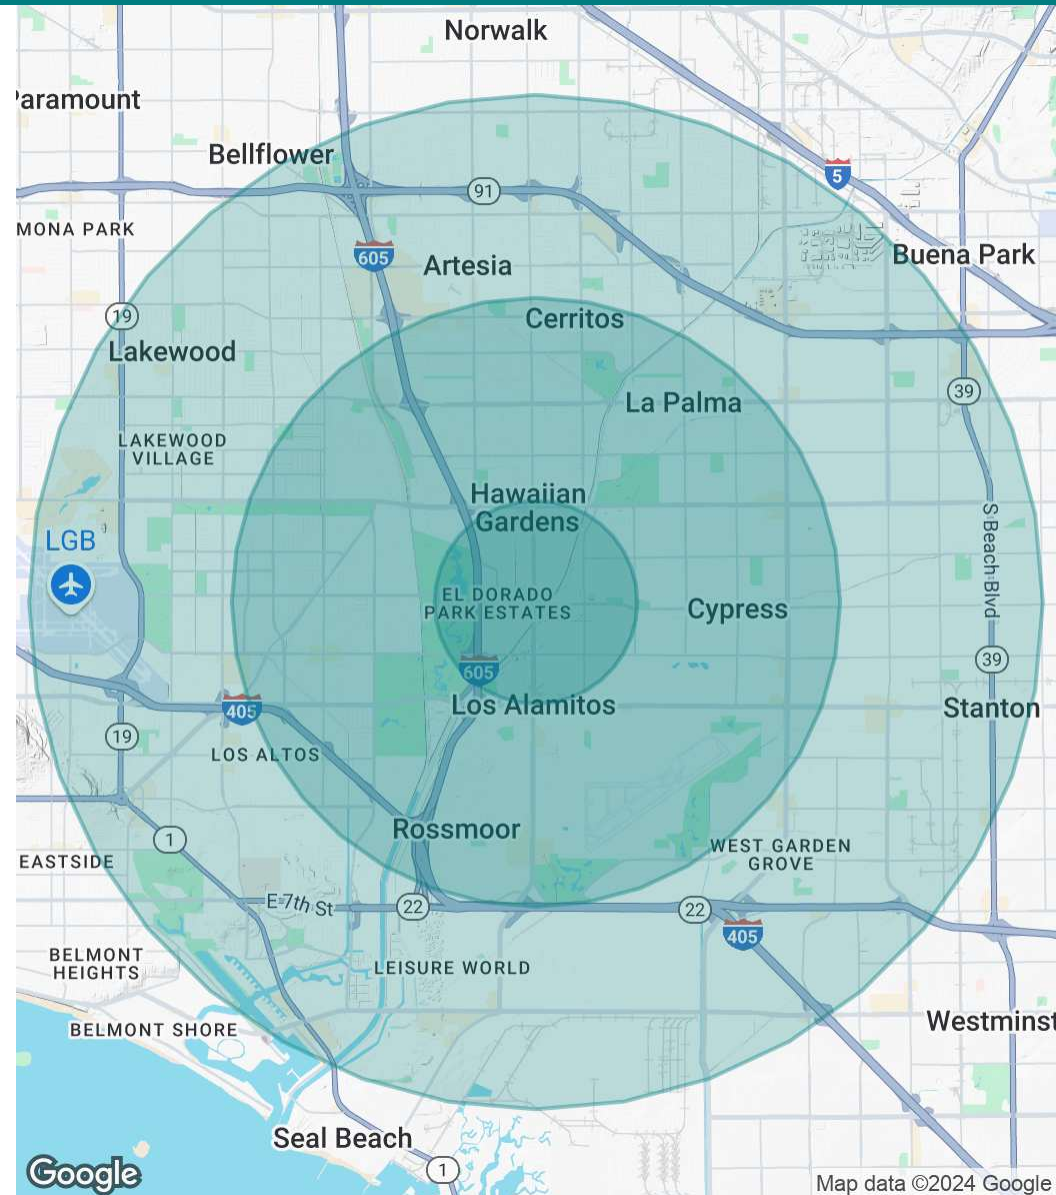 Norwalk
Paramount
Bellflower
5
91
MONA PARK
Buena Park
605
Artesia
19
Cerritos
Lakewood
39
La Palma
LAKEWOOD
VILLAGE
Hawaiian
Gardens
S Beach Blvd
LGB
EL DORADO
PARK ESTATES
Cypress
39
605
Los Alamitos
405
Stanton
19
LOS ALTOS
Rossmoor
1
WEST GARDEN
GROVE
EASTSIDE
E 7th St
22
22
405
BELMONT
HEIGHTS
LEISURE WORLD
Westminst
BELMONT SHORE
Seal Beach
1
Google
Map data ©2024 Google